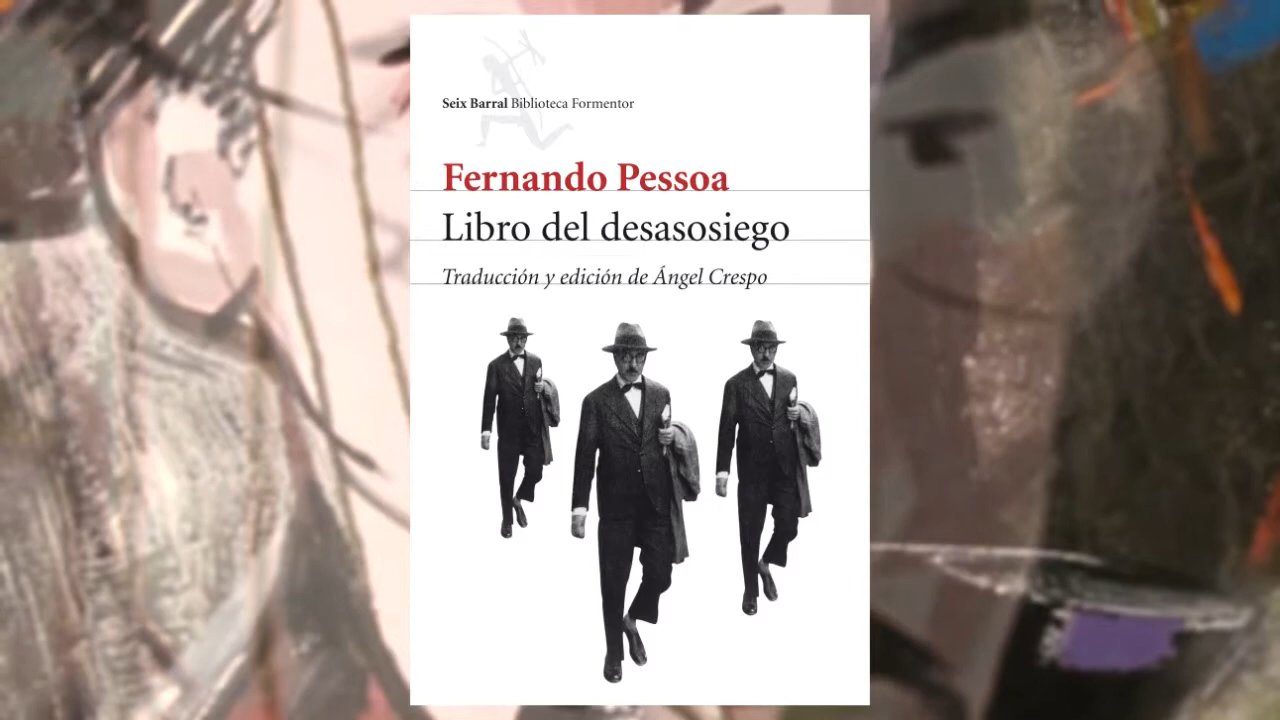 Seix Barral Biblioteca Formentor
Fernando Pessoa
Libro del desasosiego
Traducción y edición de Ángel Crespo